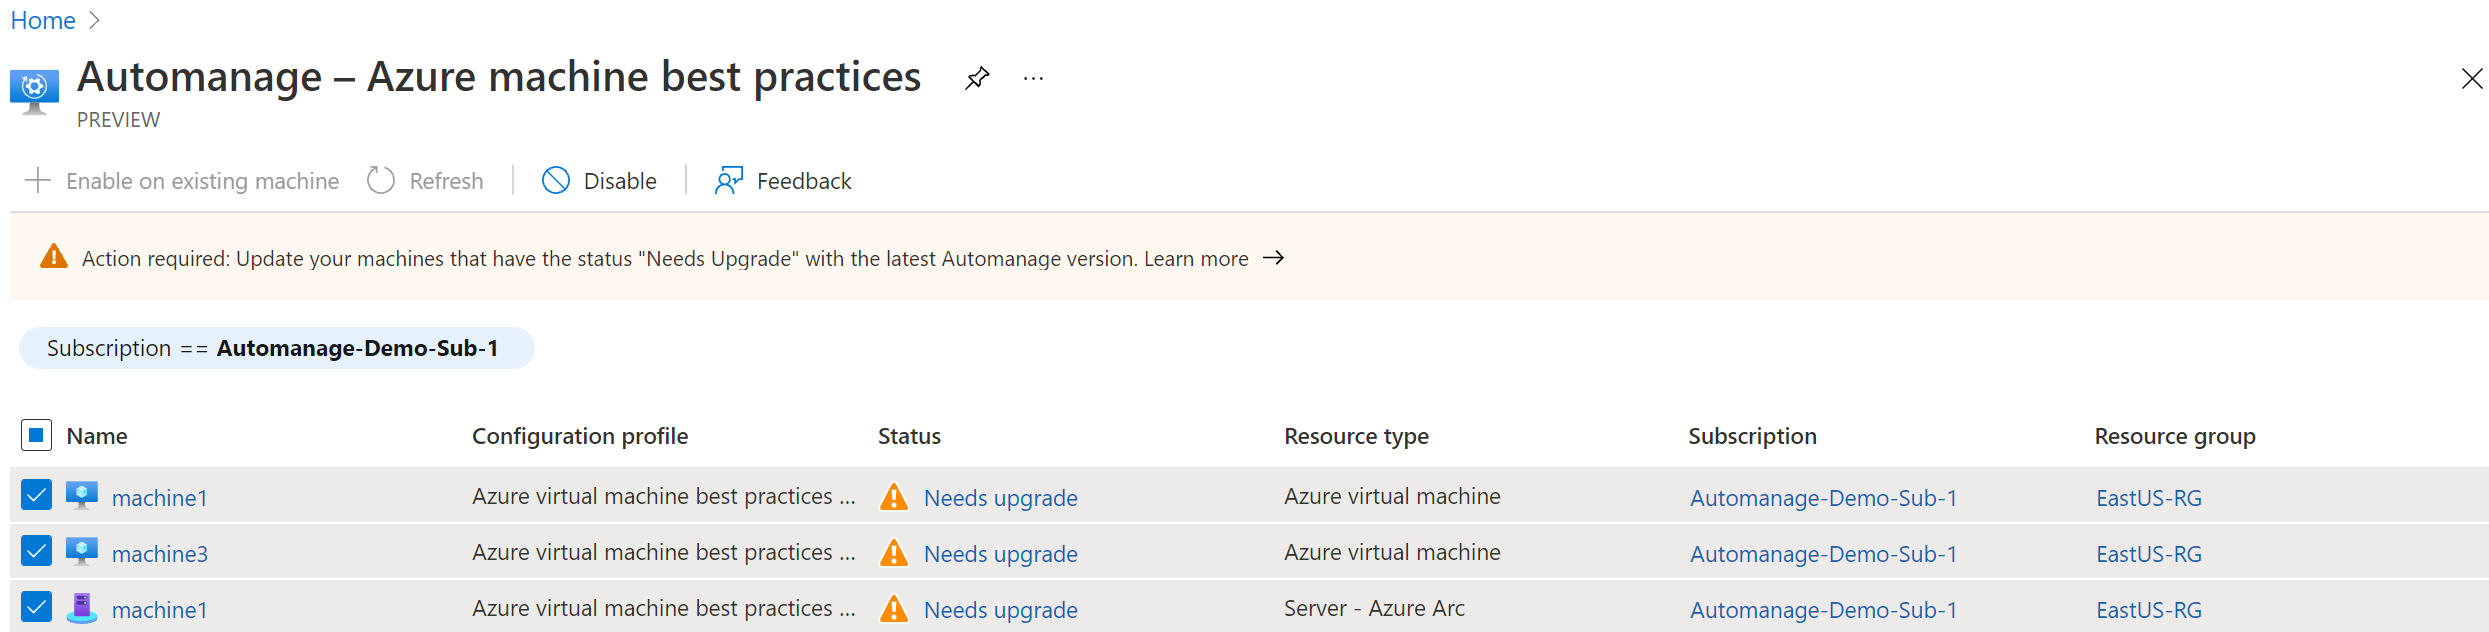 Home >
Automanage – Azure machine best practices ...
PREVIEW
Enable on existing machine Refresh Disable Feedback
Action required: Update your machines that have the status "Needs Upgrade" with the latest Automanage version. Learn more →
Subscription == Automanage-Demo-Sub-1
Name Configuration profile Status Resource type Subscription Resource group
machine1 Azure virtual machine best practices ... Needs upgrade Azure virtual machine Automanage-Demo-Sub-1 EastUS-RG
machine3 Azure virtual machine best practices ... Needs upgrade Azure virtual machine Automanage-Demo-Sub-1 EastUS-RG
machine1 Azure virtual machine best practices ... Needs upgrade Server - Azure Arc Automanage-Demo-Sub-1 EastUS-RG